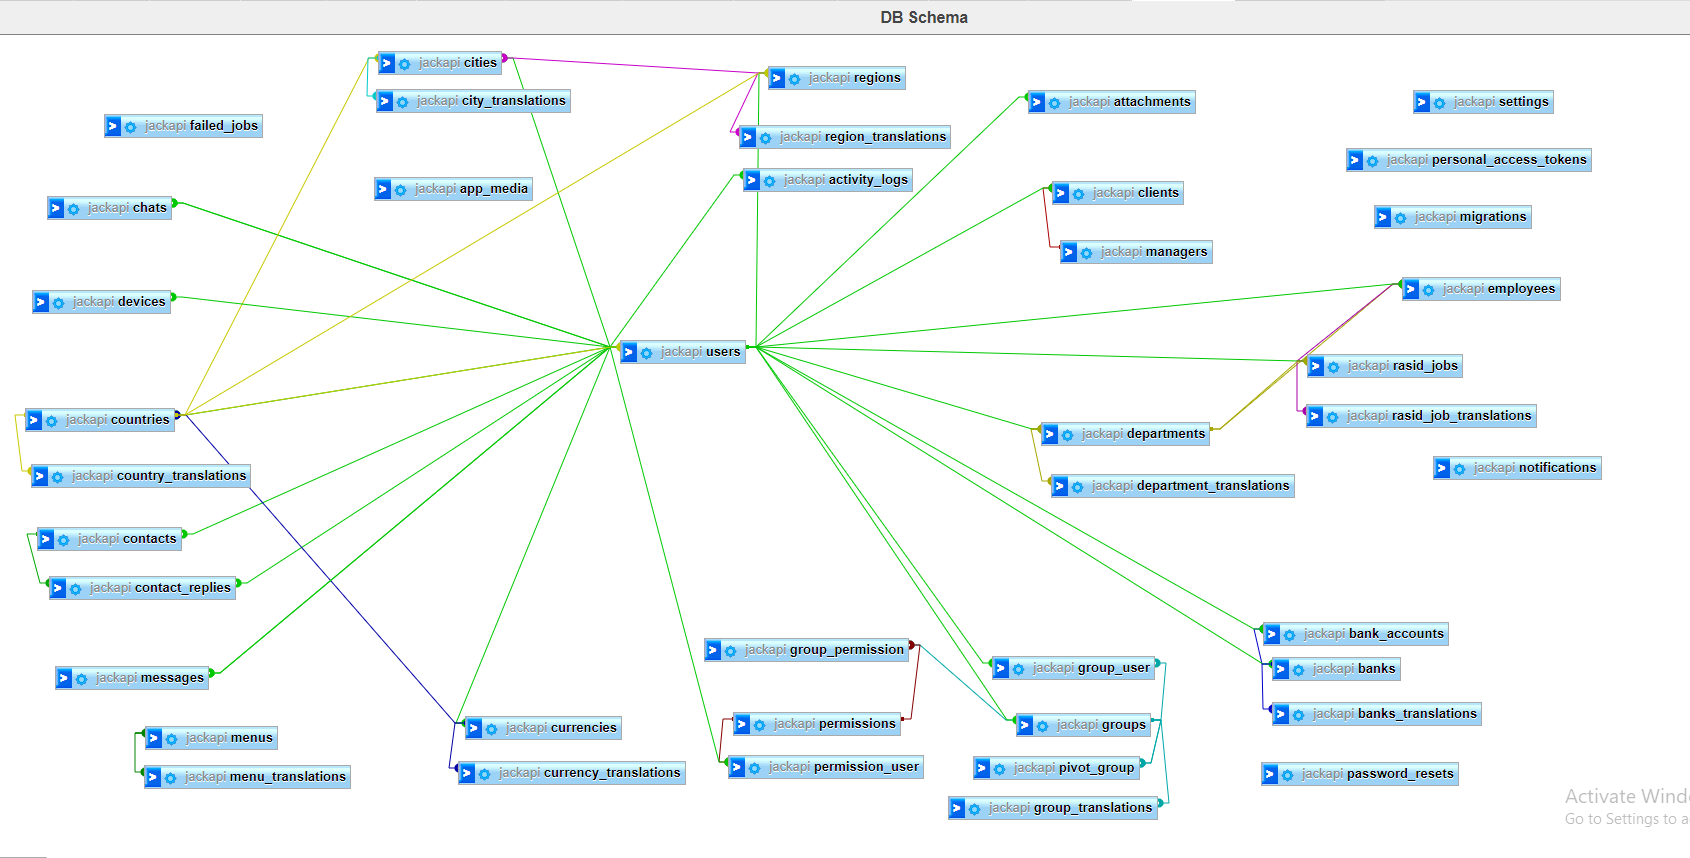 DB Schema
jackapi cities
jackapi regions
jackapi city_translations
jackapi attachments
jackapi settings
jackapi failed_jobs
jackapi region_translations
jackapi personal_access_tokens
jackapi activity_logs
jackapi app_media
jackapi clients
jackapi chats
jackapi migrations
jackapi managers
jackapi employees
jackapi devices
jackapi users
jackapi rasid_jobs
jackapi countries
jackapi rasid_job_translations
jackapi departments
jackapi notifications
jackapi country_translations
jackapi department_translations
jackapi contacts
jackapi contact_replies
jackapi bank_accounts
jackapi group_permission
jackapi group_user
jackapi banks
jackapi messages
jackapi banks_translations
jackapi permissions
jackapi groups
jackapi currencies
jackapi menus
jackapi permission_user
jackapi pivot_group
jackapi currency_translations
jackapi password_resets
jackapi menu_translations
jackapi group_translations
Activate Wind
Go to Settings to a